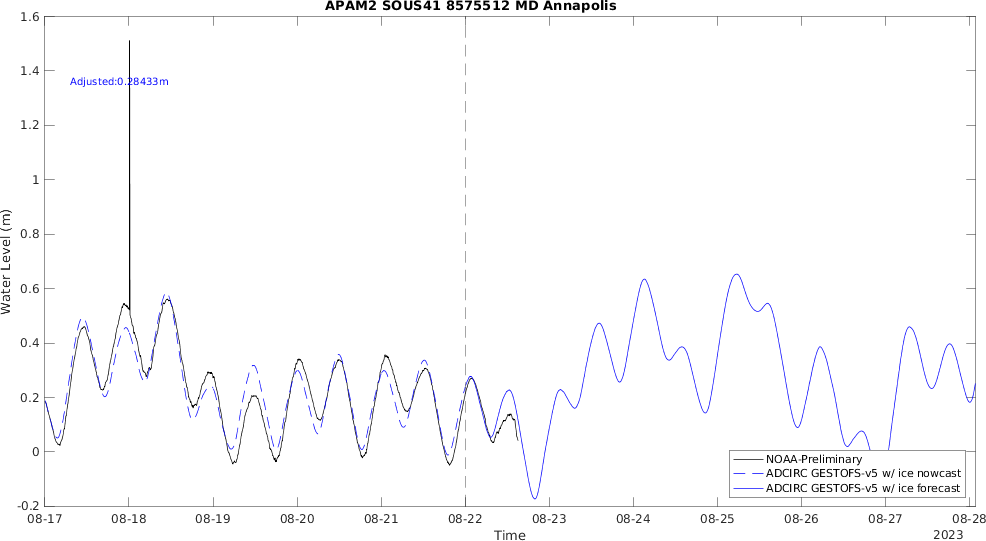 APAM2 SOUS41 8575512 MD Annapolis
1.6
1.4
1.2
1
0.8
0.6
0.4
0.2
0
-0.2
Water Level (m)
Adjusted:0.28433m
NOAA-Preliminary
ADCIRC GESTOFS-v5 w/ ice nowcast
ADCIRC GESTOFS-v5 w/ ice forecast
08-17 08-18 08-19 08-20 08-21 08-22 08-23 08-24 08-25 08-26 08-27 08-28
Time
2023